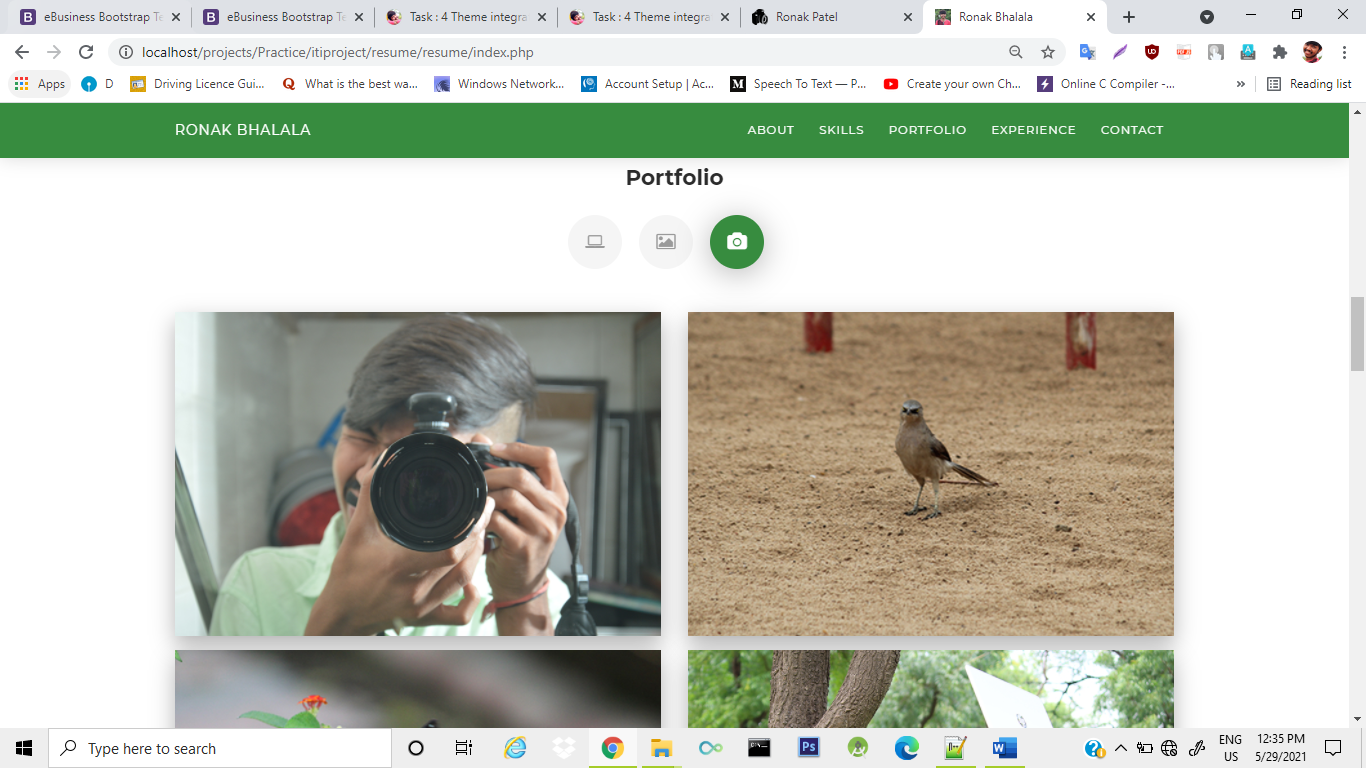 eBusiness Bootstrap Te
eBusiness Bootstrap Te
Task : 4 Theme integra
Task : 4 Theme integra
Ronak Patel
Ronak Bhalala
localhost/projects/Practice/itiproject/resume/resume/index.php
Apps
D
Driving Licence Gui...
What is the best wa...
Windows Network...
Account Setup | Ac...
Speech To Text — P...
Create your own Ch...
Online C Compiler -...
»
Reading list
RONAK BHALALA
ABOUT
SKILLS
PORTFOLIO
EXPERIENCE
CONTACT
Portfolio
Type here to search
ENG
US
12:35 PM
5/29/2021